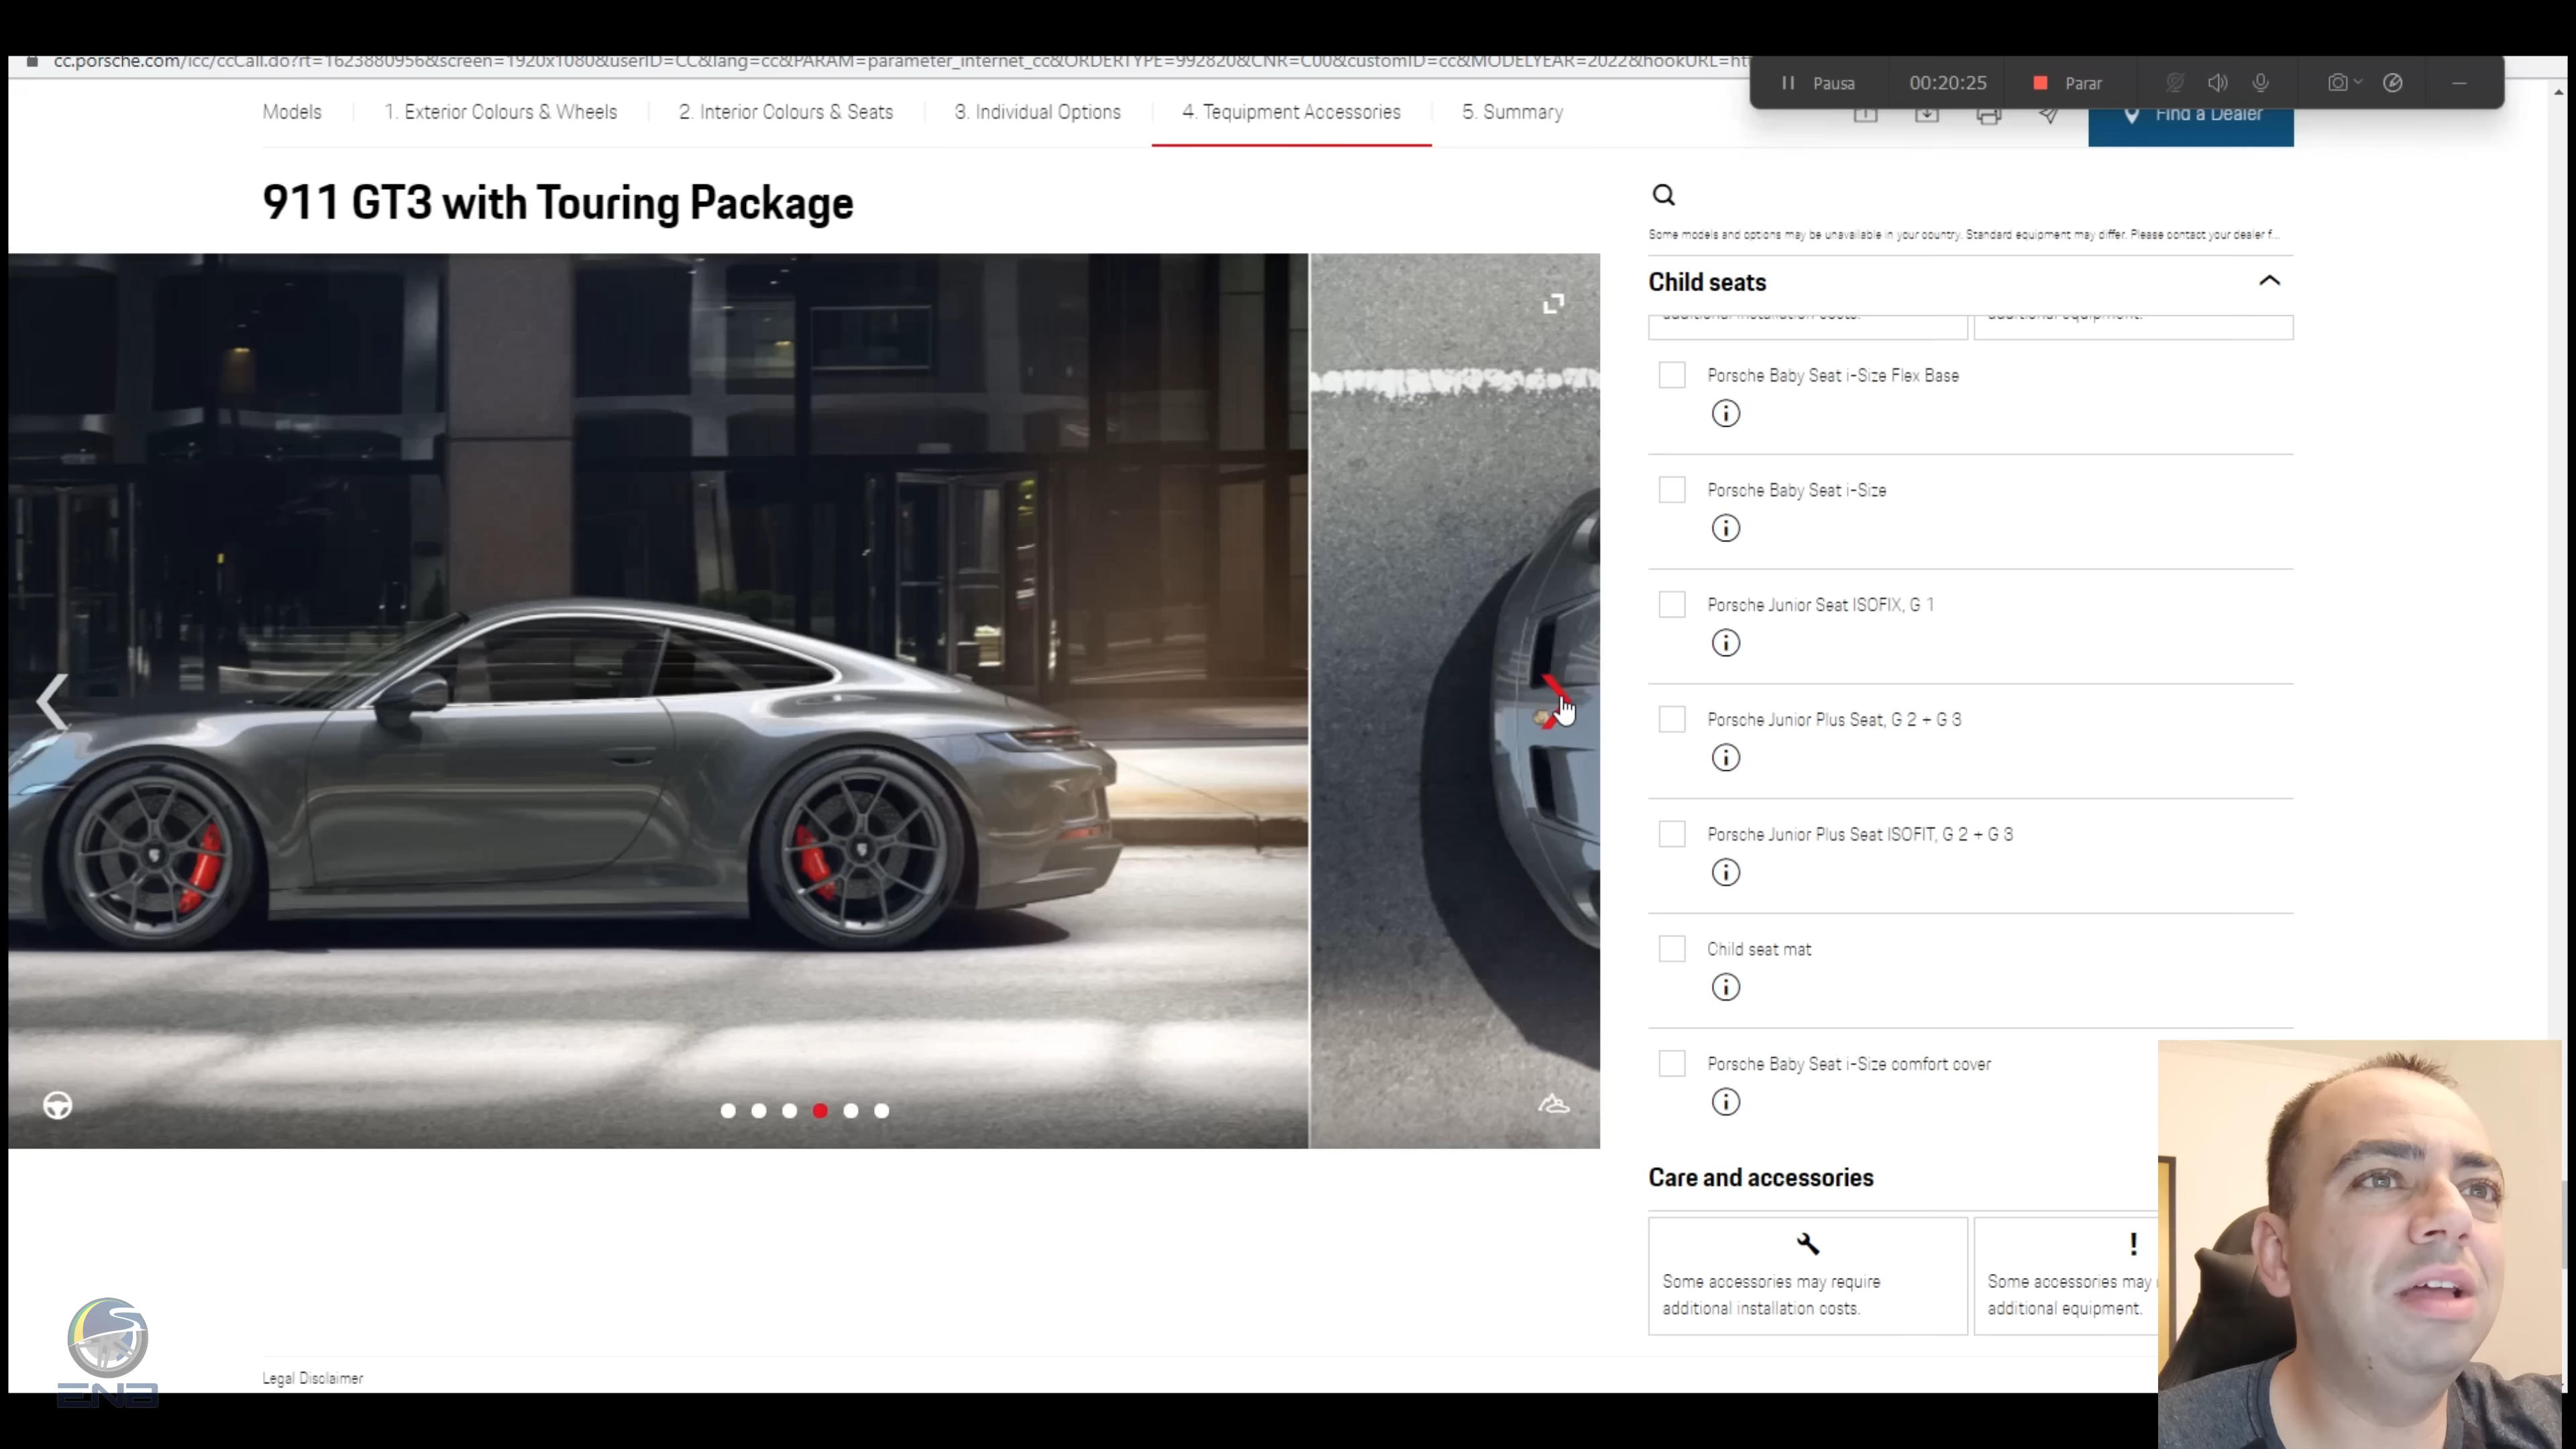 cc.porsche.com/icc/ccCall.do?rt=1623880956&screen=1920x1080&userID=CC&lang=cc&PARAM=parameter_internet_cc&ORDERTYPE=992820&CNR=C00&customID=cc&MODELYEAR=2022&hookURL=ht
Pausa 00:20:25 Parar
Models 1. Exterior Colours & Wheels 2. Interior Colours & Seats 3. Individual Options 4. Tequipment Accessories 5. Summary Find a Dealer
911 GT3 with Touring Package
Some models and options may be unavailable in your country. Standard equipment may differ. Please contact your dealer f...
Child seats
additional installation costs. additional equipment.
Porsche Baby Seat i-Size Flex Base
Porsche Baby Seat i-Size
Porsche Junior Seat ISOFIX, G 1
Porsche Junior Plus Seat, G 2 + G 3
Porsche Junior Plus Seat ISOFIT, G 2 + G 3
Child seat mat
Porsche Baby Seat i-Size comfort cover
Care and accessories
Some accessories may require
additional installation costs.
Some accessories may
additional equipment.
Legal Disclaimer
ENB